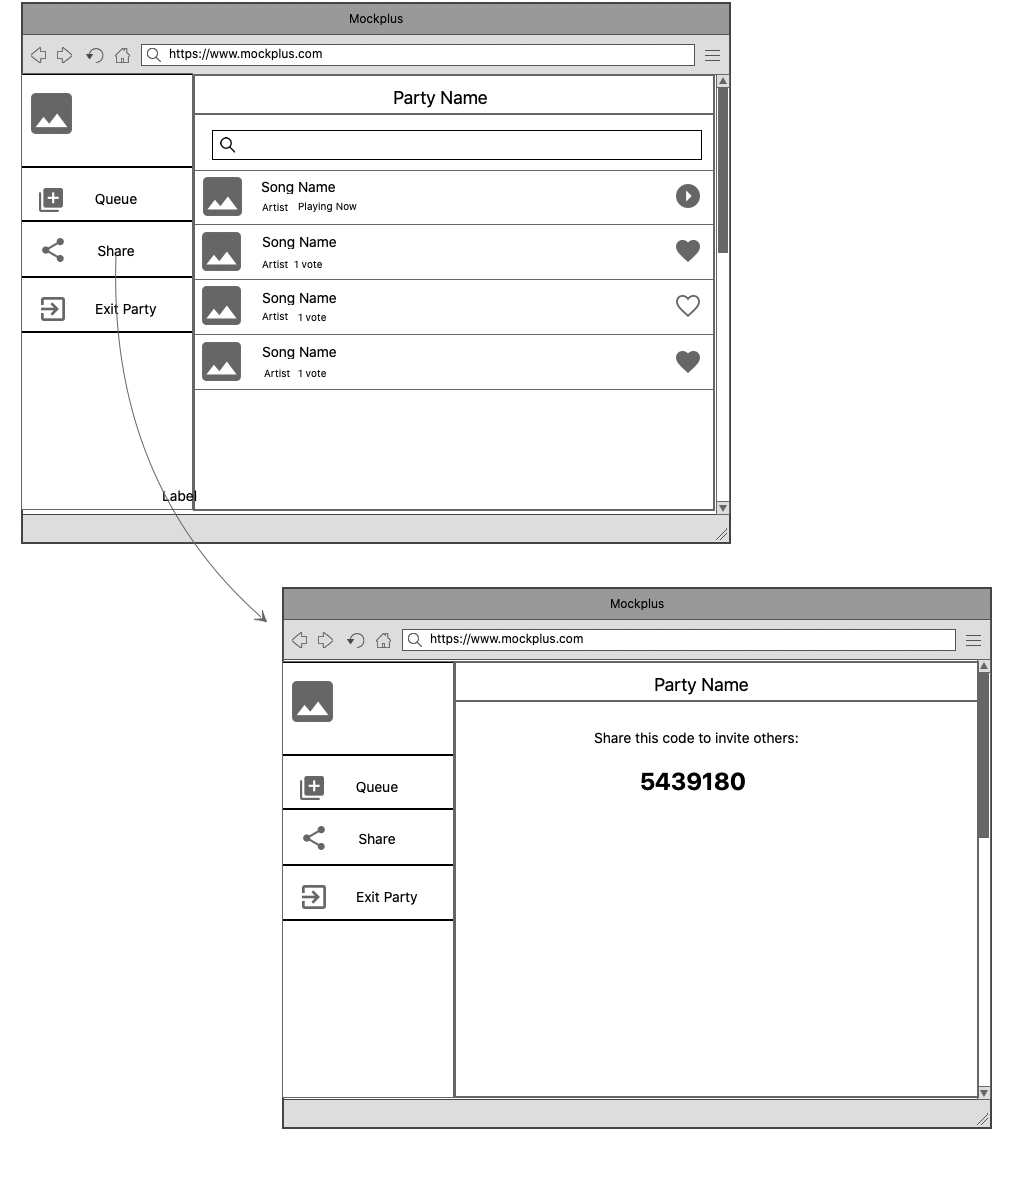 Mockplus
https://www.mockplus.com
Party Name
Queue
Share
Exit Party
Label
Song Name
Artist Playing Now
Song Name
Artist 1 vote
Song Name
Artist 1 vote
Song Name
Artist 1 vote
Mockplus
https://www.mockplus.com
Party Name
Queue
Share
Exit Party
Share this code to invite others:
5439180